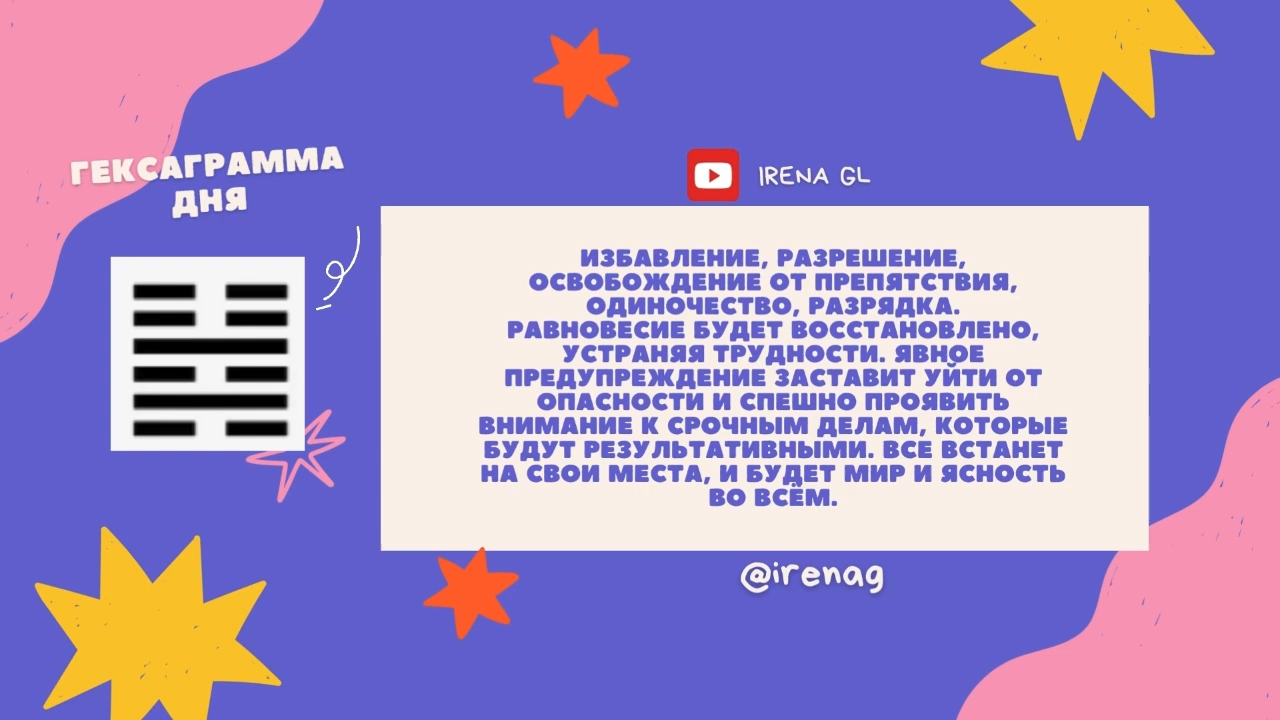 ГЕКСАГРАММА
ДНЯ
IRENA GL
ИЗБАВЛЕНИЕ, РАЗРЕШЕНИЕ,
ОСВОБОЖДЕНИЕ ОТ ПРЕПЯТСТВИЯ,
ОДИНОЧЕСТВО, РАЗРЯДКА.
РАВНОВЕСИЕ БУДЕТ ВОССТАНОВЛЕНО,
УСТРАНЯЯ ТРУДНОСТИ. ЯВНОЕ
ПРЕДУПРЕЖДЕНИЕ ЗАСТАВИТ УЙТИ ОТ
ОПАСНОСТИ И СПЕШНО ПРОЯВИТЬ
ВНИМАНИЕ К СРОЧНЫМ ДЕЛАМ, КОТОРЫЕ
БУДУТ РЕЗУЛЬТАТИВНЫМИ. ВСЕ ВСТАНЕТ
НА СВОИ МЕСТА, И БУДЕТ МИР И ЯСНОСТЬ
ВО ВСЁМ.
@irenag